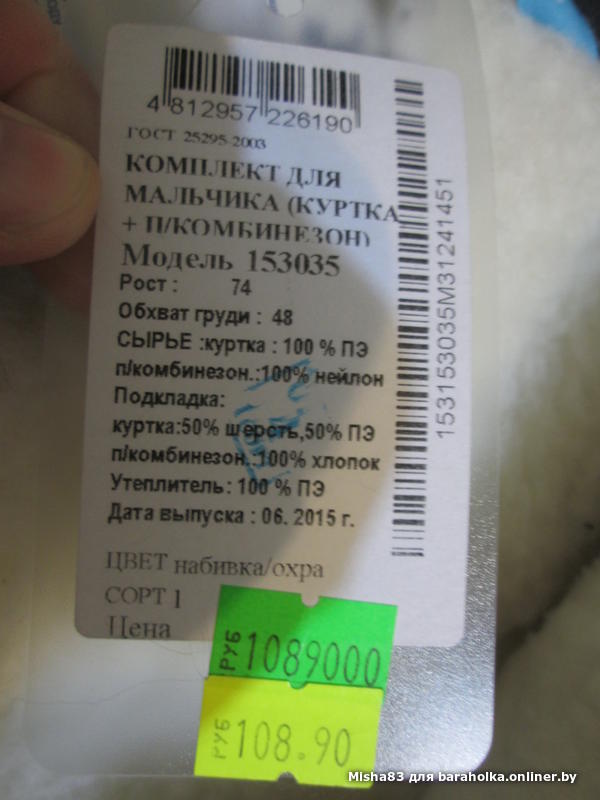 4 812957 226190
ГОСТ 25295-2003
КОМПЛЕКТ ДЛЯ
МАЛЬЧИКА (КУРТКА
+ П/КОМБИНЕЗОН)
Модель 153035
Рост : 74
Обхват груди : 48
СЫРЬЕ :куртка : 100 % ПЭ
п/комбинезон.:100% нейлон
Подкладка:
куртка:50% шерсть,50% ПЭ
п/комбинезон.:100% хлопок
Утеплитель: 100 % ПЭ
Дата выпуска : 06. 2015 г.
ЦВЕТ набивка/охра
СОРТ 1
Цена
153153035М31241451
РУБ 1089000
РУБ 108.90
Misha83 для baraholka.onliner.by